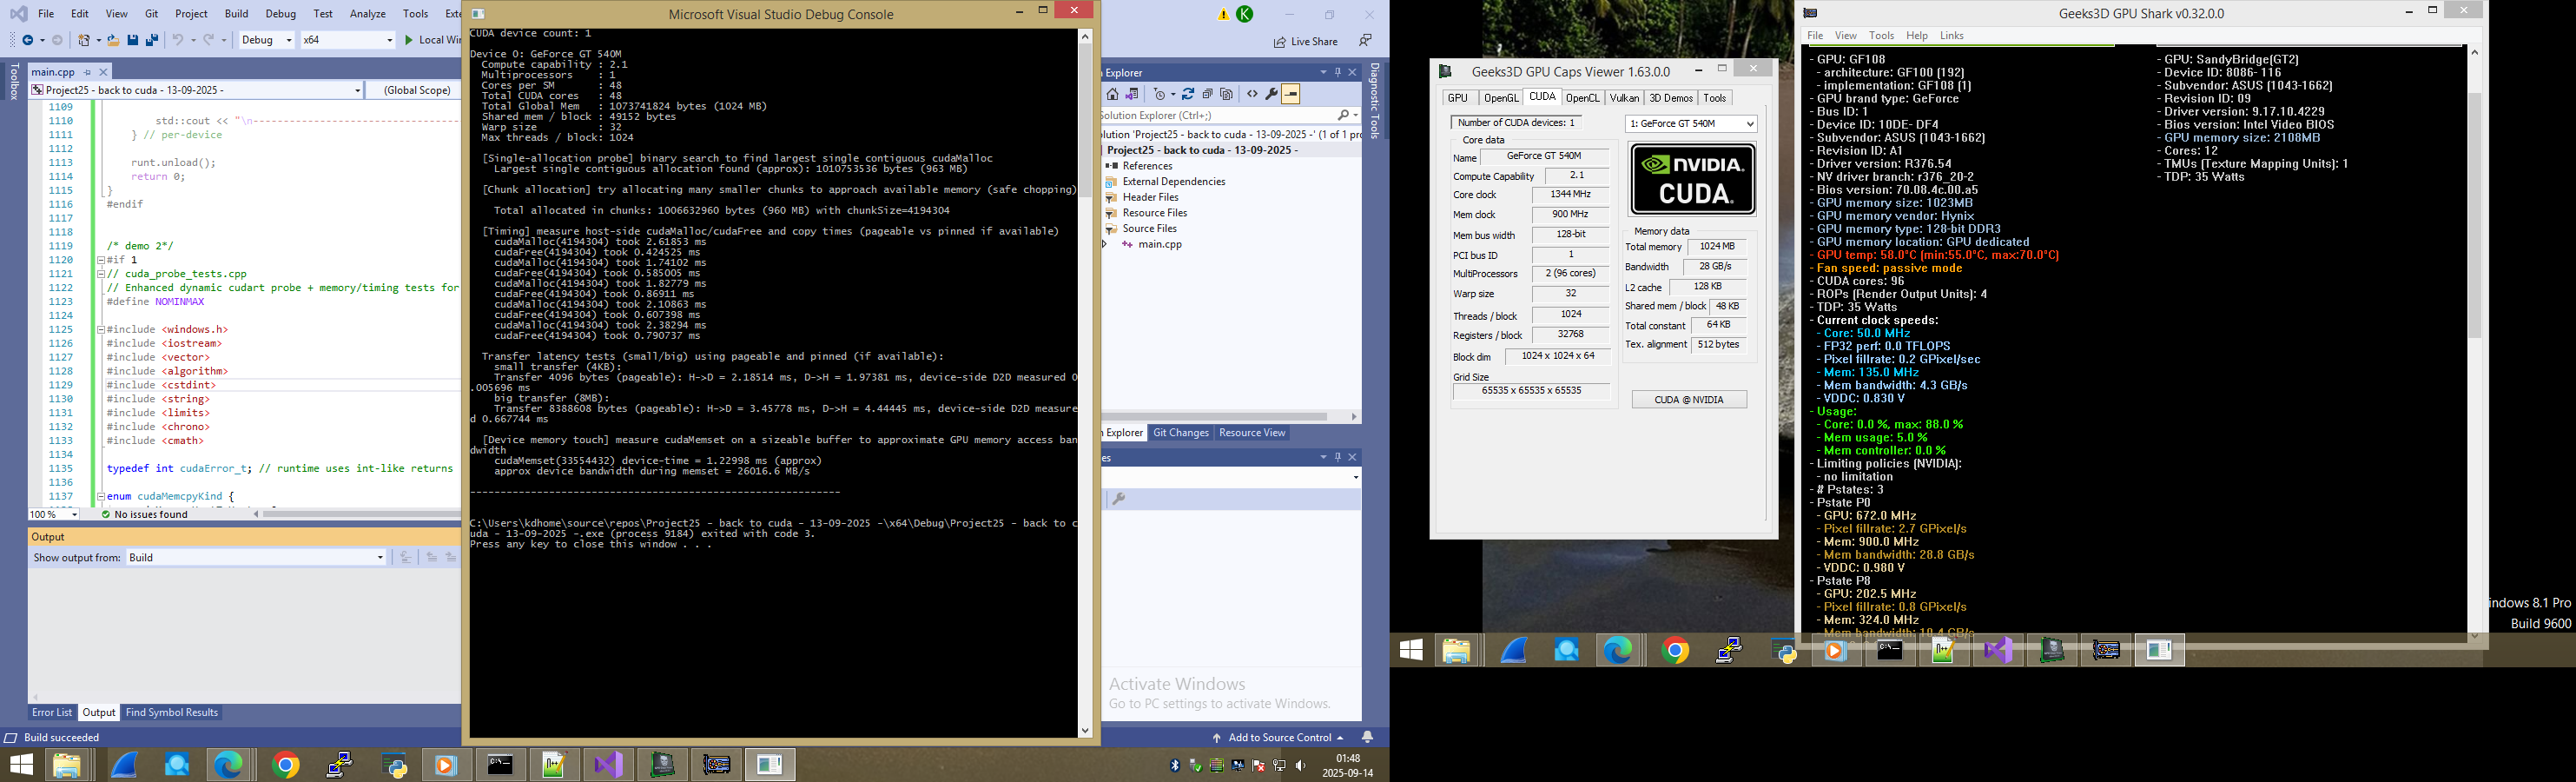 File Edit View Git Project Build Debug Test Analyze Tools Exte
Debug x64 Local Wi
Live Share
Toolbox
main.cpp
Project25 - back to cuda - 13-09-2025 - (Global Scope)
1109
1110 std::cout << "\n-----------------------------------
1111 } // per-device
1112
1113 runt.unload();
1114 return 0;
1115 }
1116 #endif
1117
1118
1119 /* demo 2*/
1120 #if 1
1121 // cuda_probe_tests.cpp
1122 // Enhanced dynamic cudart probe + memory/timing tests for
1123 #define NOMINMAX
1124
1125 #include <windows.h>
1126 #include <iostream>
1127 #include <vector>
1128 #include <algorithm>
1129 #include <cstdint>
1130 #include <string>
1131 #include <limits>
1132 #include <chrono>
1133 #include <cmath>
1134
1135 typedef int cudaError_t; // runtime uses int-like returns
1136
1137 enum cudaMemcpyKind {
100 % No issues found
Output
Show output from: Build
Error List Output Find Symbol Results
Build succeeded
Microsoft Visual Studio Debug Console
CUDA device count: 1
Device 0: GeForce GT 540M
Compute capability : 2.1
Multiprocessors : 1
Cores per SM : 48
Total CUDA cores : 48
Total Global Mem : 1073741824 bytes (1024 MB)
Shared mem / block : 49152 bytes
Warp size : 32
Max threads / block: 1024
[Single-allocation probe] binary search to find largest single contiguous cudaMalloc
Largest single contiguous allocation found (approx): 1010753536 bytes (963 MB)
[Chunk allocation] try allocating many smaller chunks to approach available memory (safe chopping)
Total allocated in chunks: 1006632960 bytes (960 MB) with chunkSize=4194304
[Timing] measure host-side cudaMalloc/cudaFree and copy times (pageable vs pinned if available)
cudaMalloc(4194304) took 2.61853 ms
cudaFree(4194304) took 0.424525 ms
cudaMalloc(4194304) took 1.74102 ms
cudaFree(4194304) took 0.585005 ms
cudaMalloc(4194304) took 1.82779 ms
cudaFree(4194304) took 0.86911 ms
cudaMalloc(4194304) took 2.10863 ms
cudaFree(4194304) took 0.607398 ms
cudaMalloc(4194304) took 2.38294 ms
cudaFree(4194304) took 0.790737 ms
Transfer latency tests (small/big) using pageable and pinned (if available):
small transfer (4KB):
Transfer 4096 bytes (pageable): H->D = 2.18514 ms, D->H = 1.97381 ms, device-side D2D measured 0
.005696 ms
big transfer (8MB):
Transfer 8388608 bytes (pageable): H->D = 3.45778 ms, D->H = 4.44445 ms, device-side D2D measure
d 0.667744 ms
[Device memory touch] measure cudaMemset on a sizeable buffer to approximate GPU memory access ban
dwidth
cudaMemset(33554432) device-time = 1.22998 ms (approx)
approx device bandwidth during memset = 26016.6 MB/s
------------------------------------------------------------
C:\Users\kdhome\source\repos\Project25 - back to cuda - 13-09-2025 -\x64\Debug\Project25 - back to c
uda - 13-09-2025 -.exe (process 9184) exited with code 3.
Press any key to close this window . . .
K
n Explorer
Solution Explorer (Ctrl+;)
olution 'Project25 - back to cuda - 13-09-2025 -' (1 of 1 pr
Project25 - back to cuda - 13-09-2025 -
References
External Dependencies
Header Files
Resource Files
Source Files
main.cpp
n Explorer Git Changes Resource View
es
Diagnostic Tools
Activate Windows
Go to PC settings to activate Windows.
Add to Source Control
01:48
2025-09-14
Geeks3D GPU Caps Viewer 1.63.0.0
GPU OpenGL CUDA OpenCL Vulkan 3D Demos Tools
Number of CUDA devices: 1 1: GeForce GT 540M
Core data
Name GeForce GT 540M
Compute Capability 2.1
Core clock 1344 MHz
Mem clock 900 MHz
Mem bus width 128-bit
PCI bus ID 1
MultiProcessors 2 (96 cores)
Warp size 32
Threads / block 1024
Registers / block 32768
Block dim 1024 x 1024 x 64
Grid Size
65535 x 65535 x 65535
NVIDIA.
CUDA.
Memory data
Total memory 1024 MB
Bandwidth 28 GB/s
L2 cache 128 KB
Shared mem / block 48 KB
Total constant 64 KB
Tex. alignment 512 bytes
CUDA @ NVIDIA
Geeks3D GPU Shark v0.32.0.0
File View Tools Help Links
- GPU: GF108
- architecture: GF100 (192)
- implementation: GF108 (1)
- GPU brand type: GeForce
- Bus ID: 1
- Device ID: 10DE- DF4
- Subvendor: ASUS (1043-1662)
- Revision ID: A1
- Driver version: R376.54
- NV driver branch: r376_20-2
- Bios version: 70.08.4c.00.a5
- GPU memory size: 1023MB
- GPU memory vendor: Hynix
- GPU memory type: 128-bit DDR3
- GPU memory location: GPU dedicated
- GPU temp: 58.0°C (min:55.0°C, max:70.0°C)
- Fan speed: passive mode
- CUDA cores: 96
- ROPs (Render Output Units): 4
- TDP: 35 Watts
- Current clock speeds:
- Core: 50.0 MHz
- FP32 perf: 0.0 TFLOPS
- Pixel fillrate: 0.2 GPixel/sec
- Mem: 135.0 MHz
- Mem bandwidth: 4.3 GB/s
- VDDC: 0.830 V
- Usage:
- Core: 0.0 %, max: 88.0 %
- Mem usage: 5.0 %
- Mem controller: 0.0 %
- Limiting policies (NVIDIA):
- no limitation
- # Pstates: 3
- Pstate P0
- GPU: 672.0 MHz
- Pixel fillrate: 2.7 GPixel/s
- Mem: 900.0 MHz
- Mem bandwidth: 28.8 GB/s
- VDDC: 0.980 V
- Pstate P8
- GPU: 202.5 MHz
- Pixel fillrate: 0.8 GPixel/s
- Mem: 324.0 MHz
- Mem bandwidth: 10.4 GB/s
- GPU: SandyBridge(GT2)
- Device ID: 8086- 116
- Subvendor: ASUS (1043-1662)
- Revision ID: 09
- Driver version: 9.17.10.4229
- Bios version: Intel Video BIOS
- GPU memory size: 2108MB
- Cores: 12
- TMUs (Texture Mapping Units): 1
- TDP: 35 Watts
indows 8.1 Pro
Build 9600